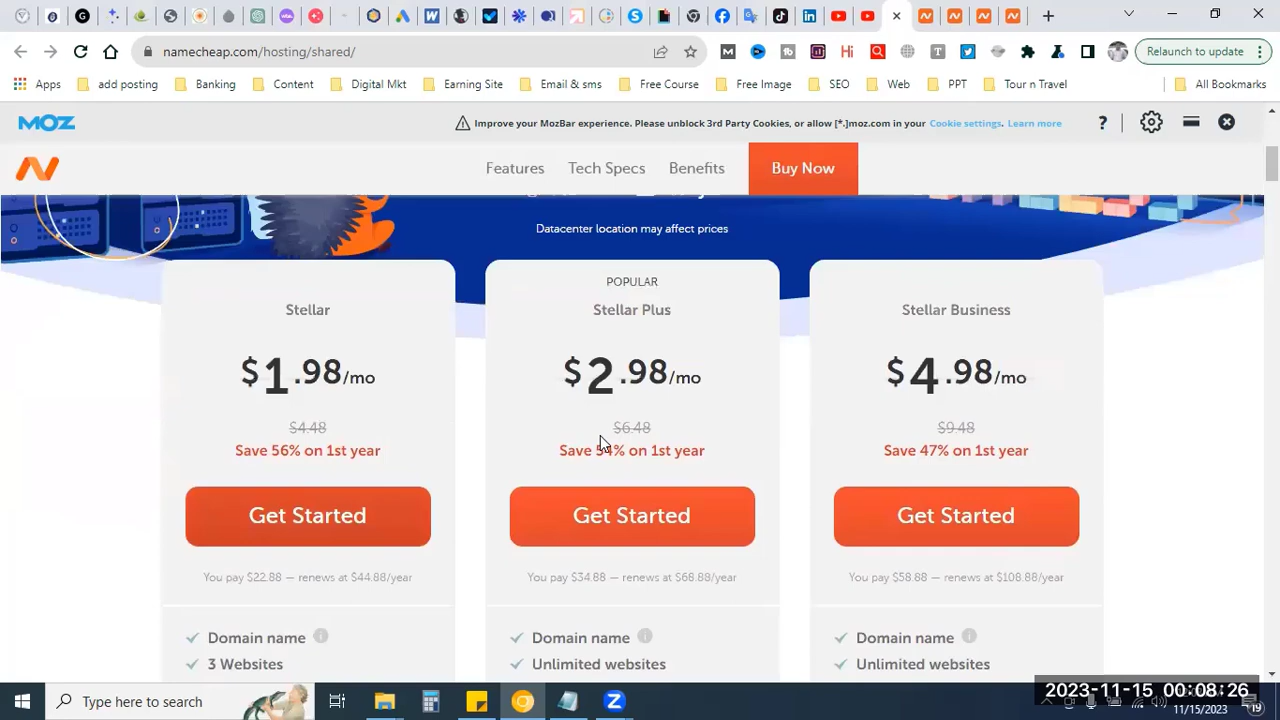 namecheap.com/hosting/shared/
Relaunch to update
Apps
add posting
Banking
Content
Digital Mkt
Earning Site
Email & sms
Free Course
Free Image
SEO
Web
PPT
Tour n Travel
All Bookmarks
MOZ
Improve your MozBar experience. Please unblock 3rd Party Cookies, or allow [*.]moz.com in your Cookie settings. Learn more
Features
Tech Specs
Benefits
Buy Now
Datacenter location may affect prices
Stellar
$1.98/mo
$4.48
Save 56% on 1st year
Get Started
You pay $22.88 — renews at $44.88/year
Domain name
3 Websites
POPULAR
Stellar Plus
$2.98/mo
$6.48
Save 54% on 1st year
Get Started
You pay $34.88 — renews at $68.88/year
Domain name
Unlimited websites
Stellar Business
$4.98/mo
$9.48
Save 47% on 1st year
Get Started
You pay $58.88 — renews at $108.88/year
Domain name
Unlimited websites
Type here to search
2023-11-15 00:08:26
11/15/2023